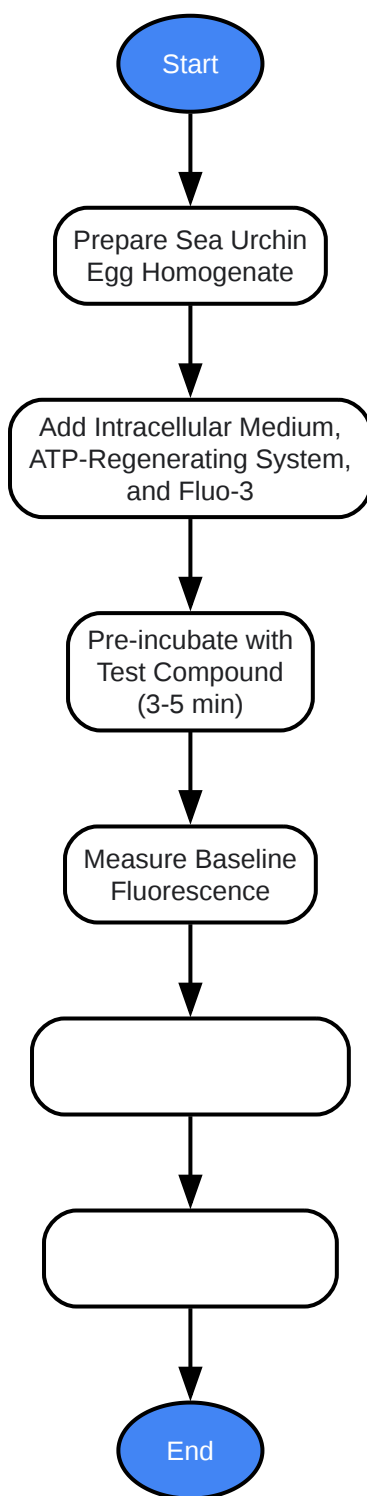 Start
Prepare Sea Urchin
Egg Homogenate
Add Intracellular Medium,
ATP-Regenerating System,
and Fluo-3
Pre-incubate with
Test Compound
(3-5 min)
Measure Baseline
Fluorescence
End